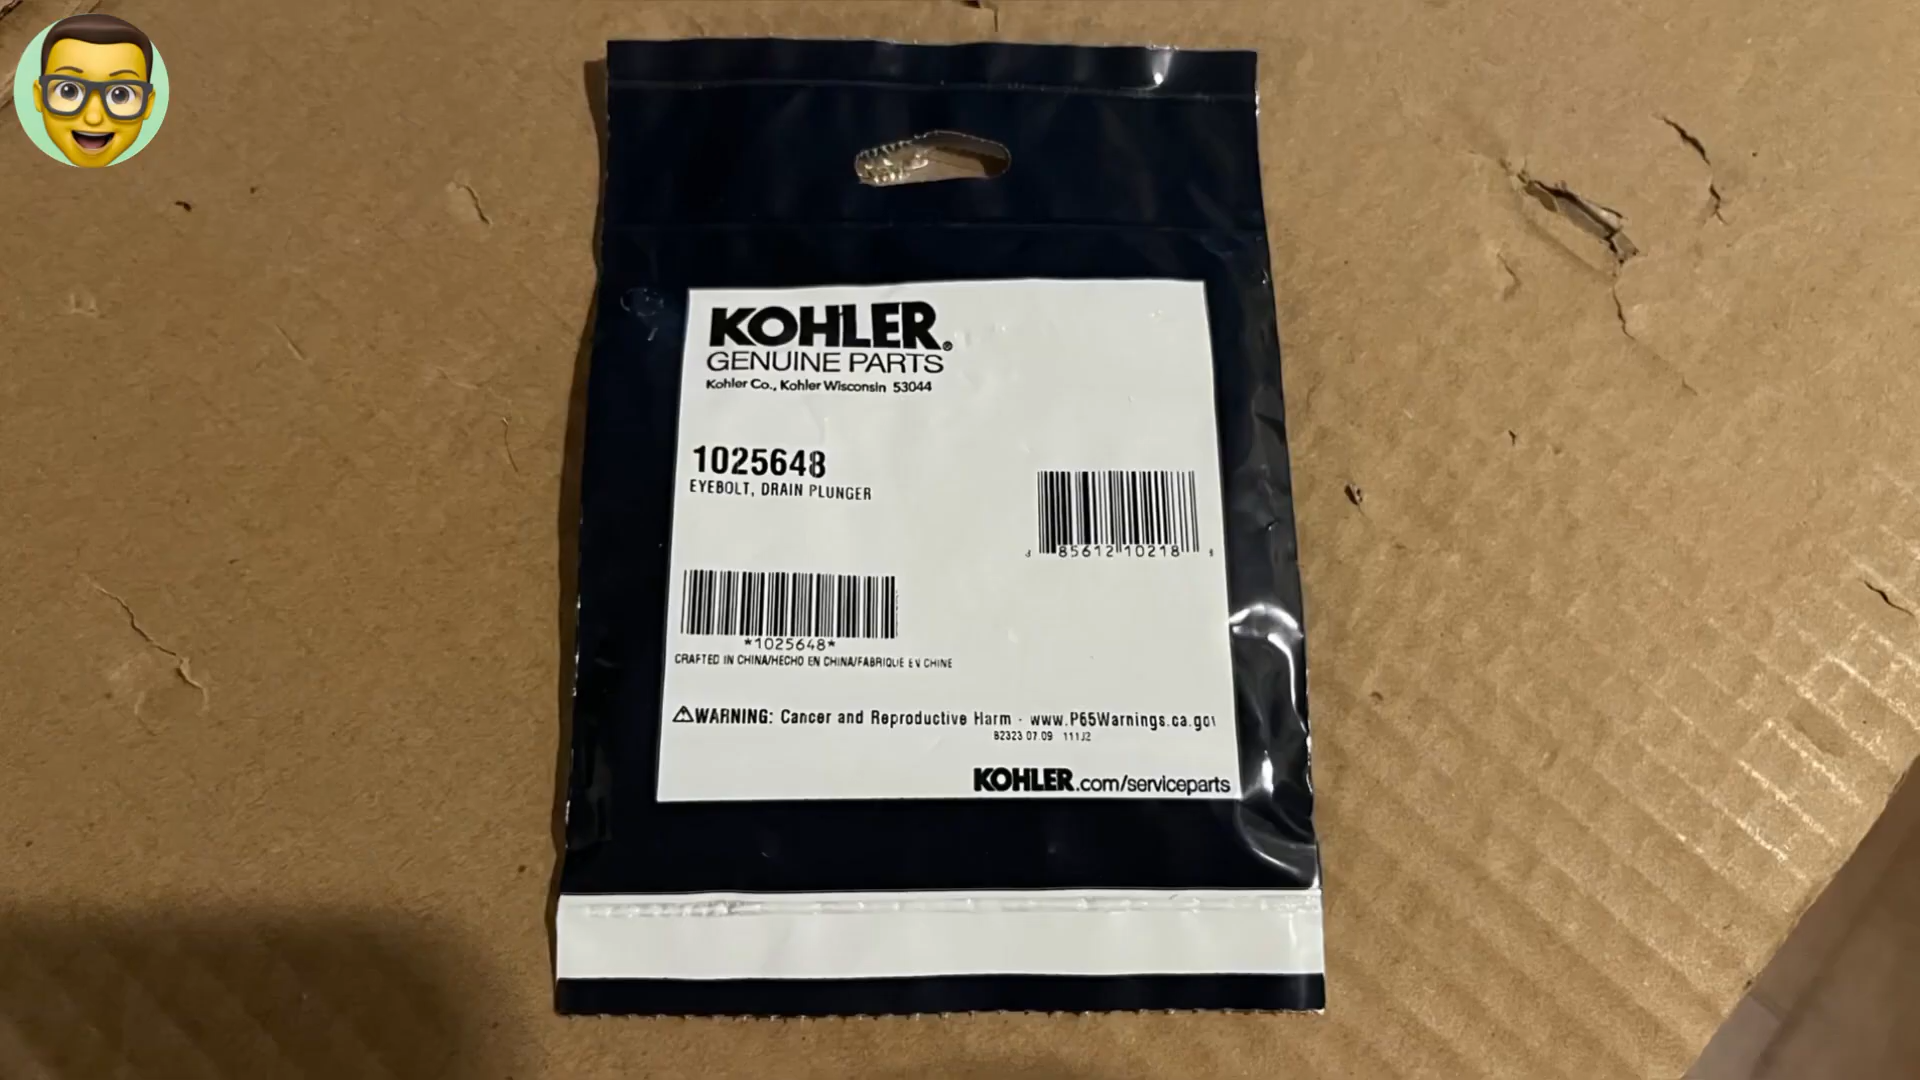 KOHLER®
GENUINE PARTS
Kohler Co., Kohler Wisconsin 53044
1025648
EYEBOLT, DRAIN PLUNGER
85612 10218
*1025648*
CRAFTED IN CHINA/HECHO EN CHINA/FABRIQUE EN CHINE
⚠WARNING: Cancer and Reproductive Harm - www.P65Warnings.ca.gov
B2323 07.09 111J2
KOHLER.com/serviceparts